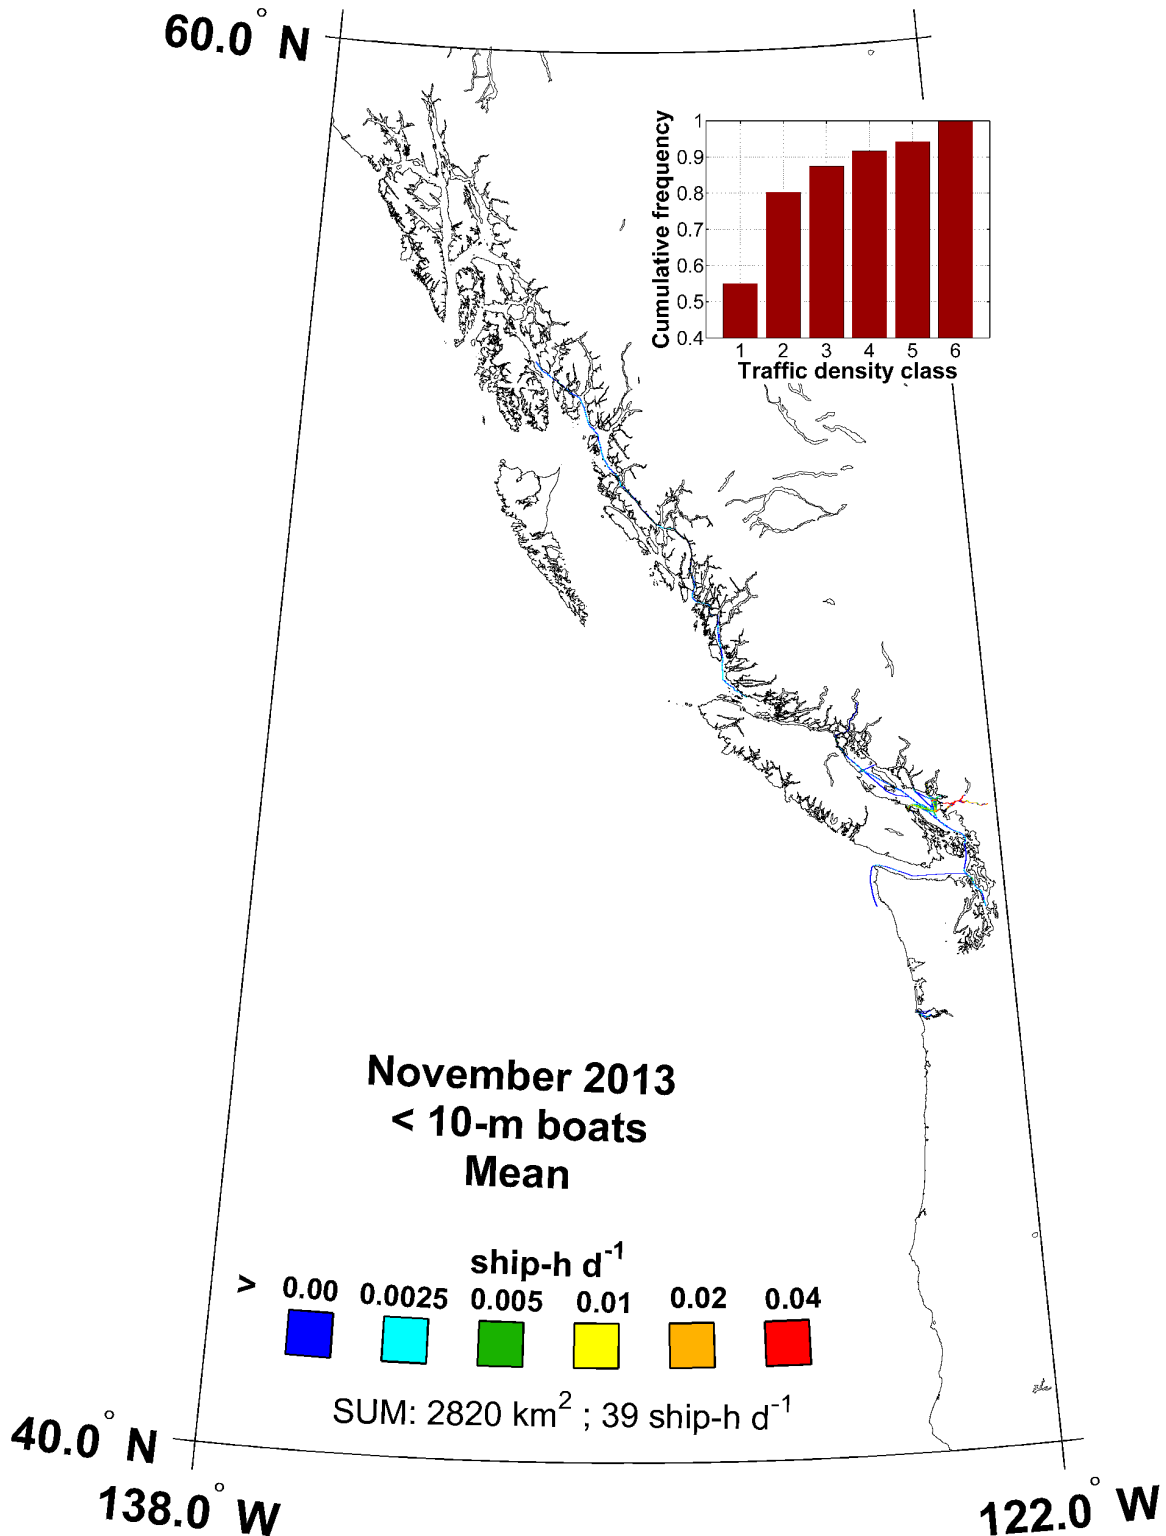 60.0° N
Cumulative frequency
1
0.9
0.8
0.7
0.6
0.5
0.4
1 2 3 4 5 6
Traffic density class
November 2013
< 10-m boats
Mean
ship-h d⁻¹
> 0.00 0.0025 0.005 0.01 0.02 0.04
SUM: 2820 km² ; 39 ship-h d⁻¹
40.0° N
138.0° W
122.0° W